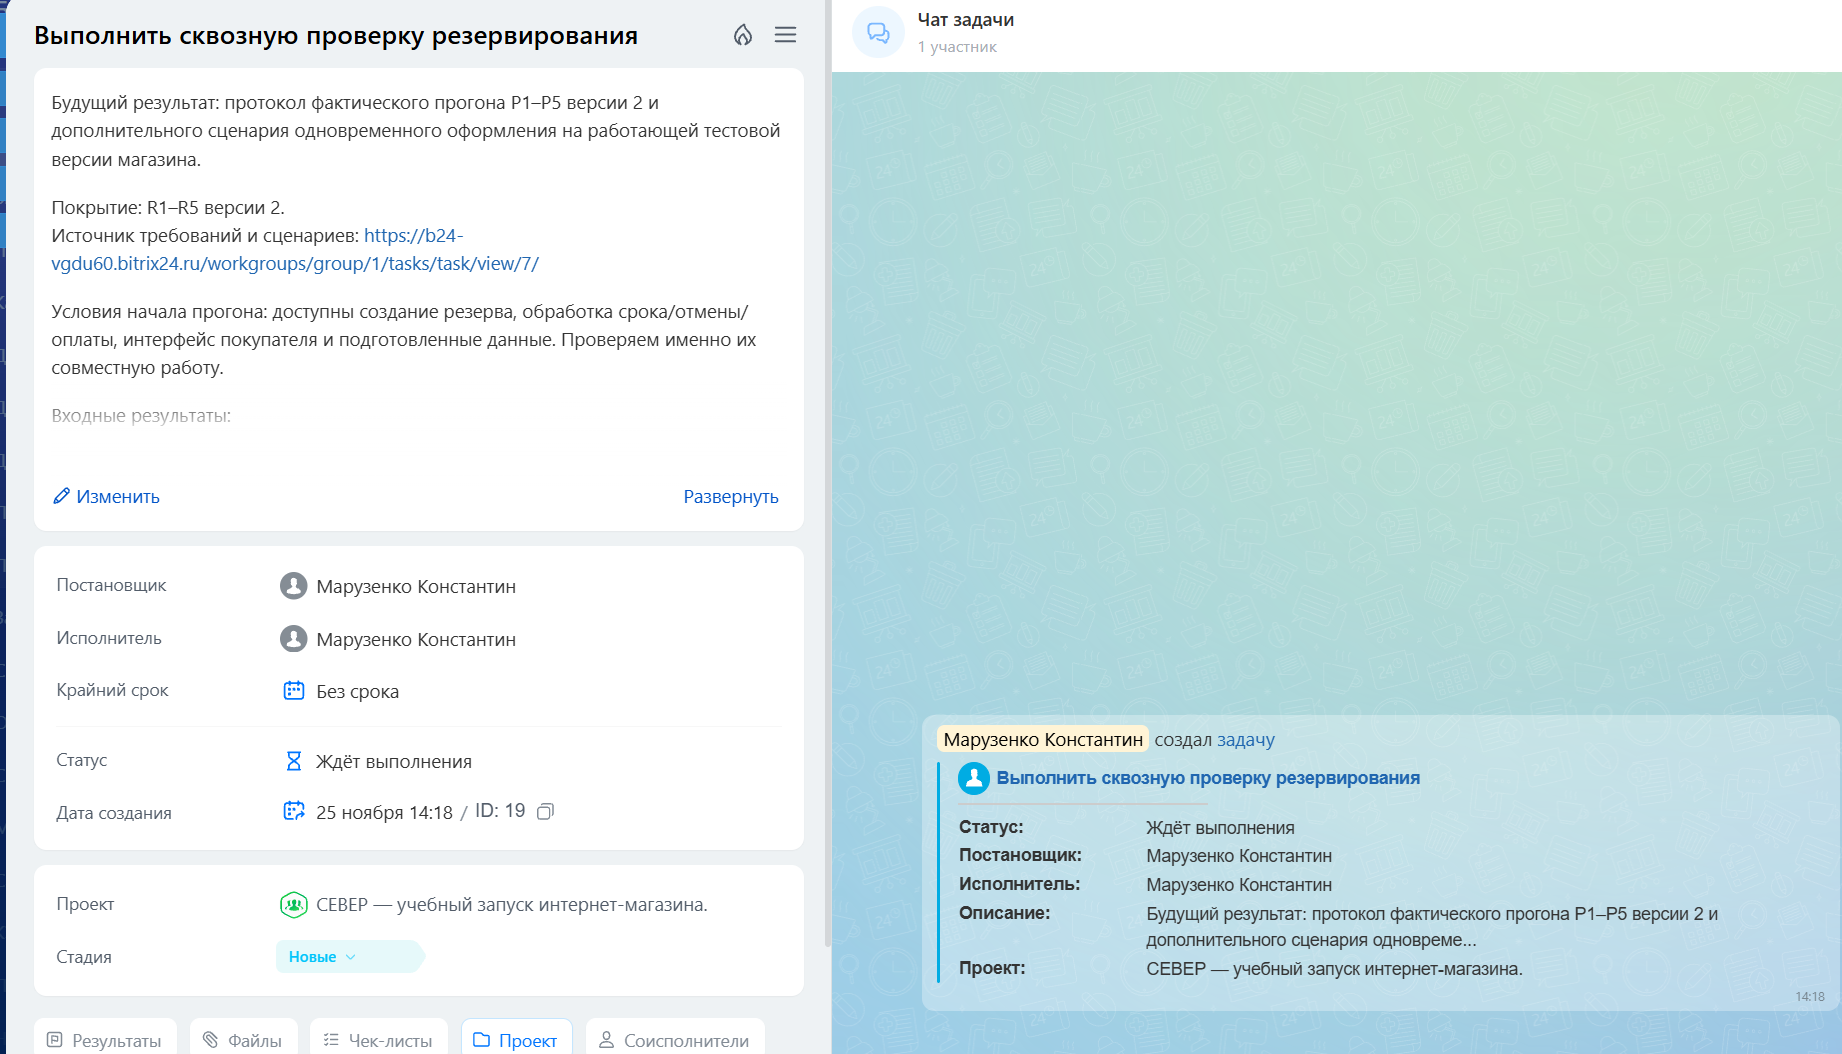 Выполнить сквозную проверку резервирования
Будущий результат: протокол фактического прогона P1–P5 версии 2 и
дополнительного сценария одновременного оформления на работающей тестовой
версии магазина.
Покрытие: R1–R5 версии 2.
Источник требований и сценариев: https://b24-
vgdu60.bitrix24.ru/workgroups/group/1/tasks/task/view/7/
Условия начала прогона: доступны создание резерва, обработка срока/отмены/
оплаты, интерфейс покупателя и подготовленные данные. Проверяем именно их
совместную работу.
Входные результаты:
Изменить
Развернуть
Постановщик
Марузенко Константин
Исполнитель
Марузенко Константин
Крайний срок
Без срока
Статус
Ждёт выполнения
Дата создания
25 ноября 14:18 / ID: 19
Проект
СЕВЕР — учебный запуск интернет-магазина.
Стадия
Новые
Результаты
Файлы
Чек-листы
Проект
Соисполнители
Чат задачи
1 участник
Марузенко Константин создал задачу
Выполнить сквозную проверку резервирования
Статус: Ждёт выполнения
Постановщик: Марузенко Константин
Исполнитель: Марузенко Константин
Описание: Будущий результат: протокол фактического прогона P1–P5 версии 2 и
дополнительного сценария одновреме...
Проект: СЕВЕР — учебный запуск интернет-магазина.
14:18